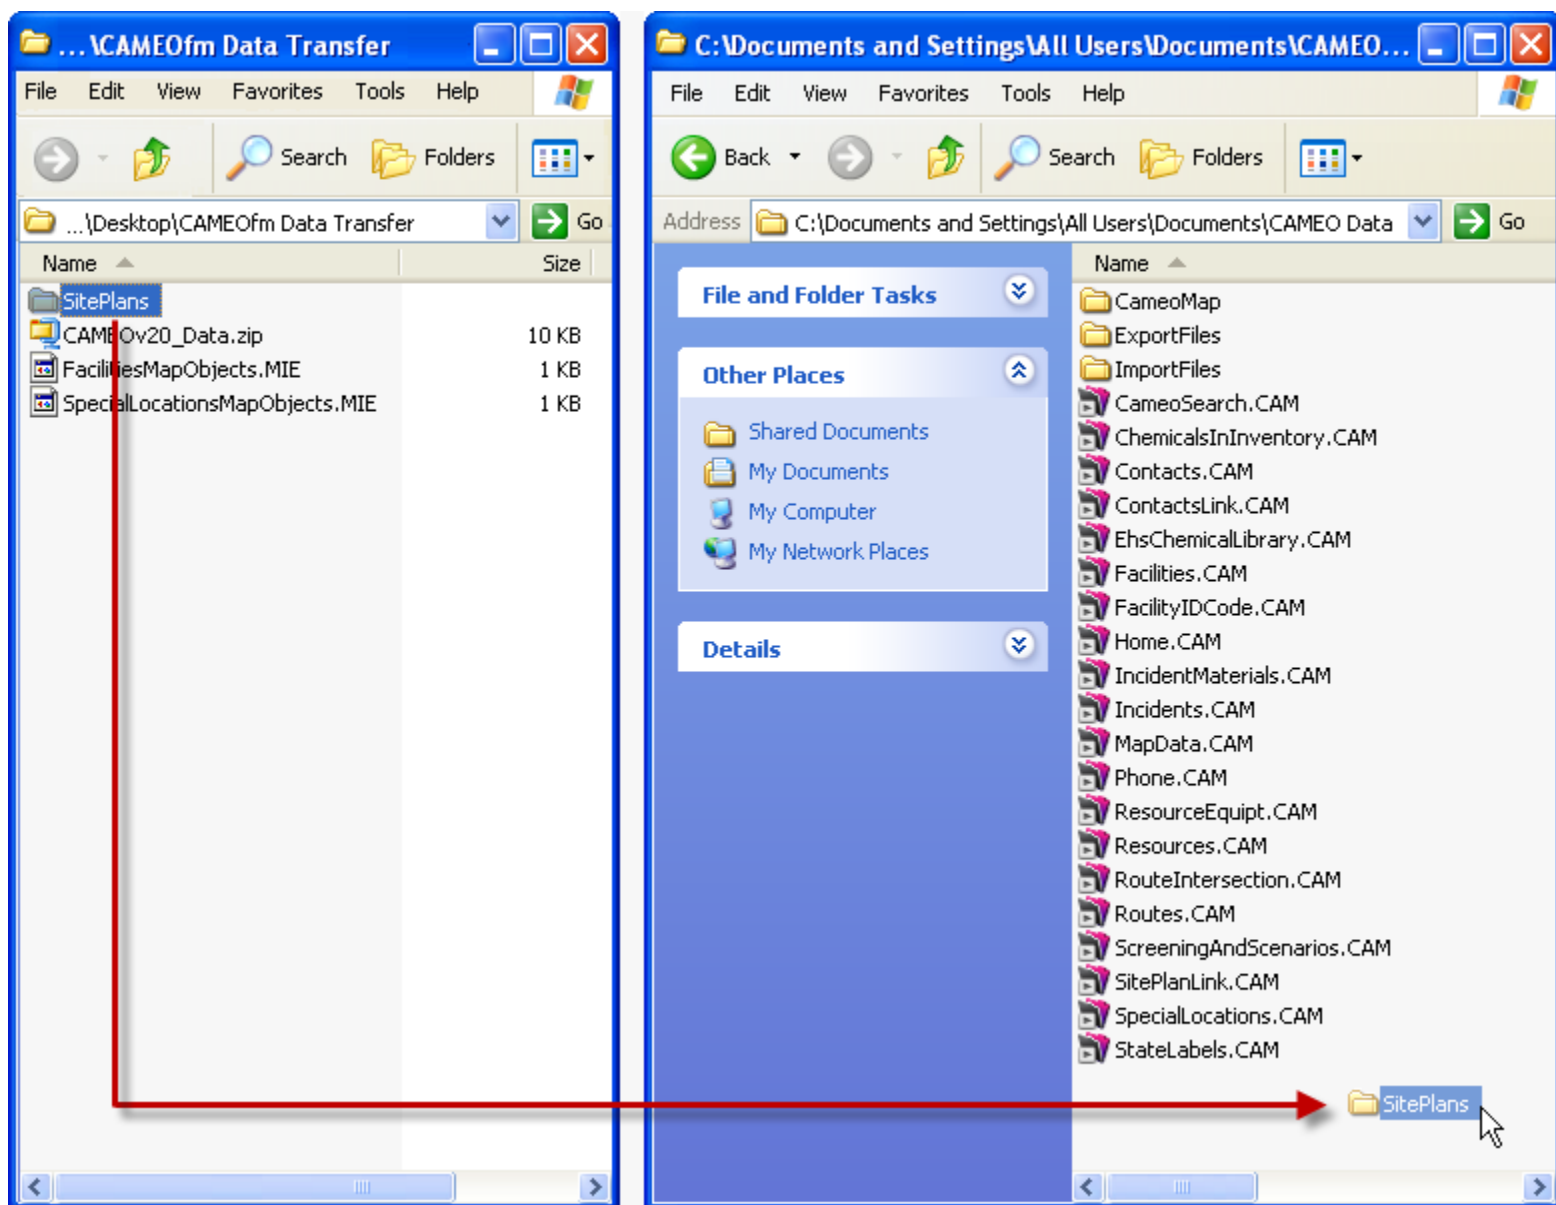 ...\CAMEOfm Data Transfer
File Edit View Favorites Tools Help
Search Folders
...\Desktop\CAMEOfm Data Transfer Go
Name Size
SitePlans
CAMEOv20_Data.zip 10 KB
FacilitiesMapObjects.MIE 1 KB
SpecialLocationsMapObjects.MIE 1 KB
C:\Documents and Settings\All Users\Documents\CAMEO...
File Edit View Favorites Tools Help
Back Search Folders
Address C:\Documents and Settings\All Users\Documents\CAMEO Data Go
File and Folder Tasks
Other Places
Shared Documents
My Documents
My Computer
My Network Places
Details
Name
CameoMap
ExportFiles
ImportFiles
CameoSearch.CAM
ChemicalsInInventory.CAM
Contacts.CAM
ContactsLink.CAM
EhsChemicalLibrary.CAM
Facilities.CAM
FacilityIDCode.CAM
Home.CAM
IncidentMaterials.CAM
Incidents.CAM
MapData.CAM
Phone.CAM
ResourceEquipt.CAM
Resources.CAM
RouteIntersection.CAM
Routes.CAM
ScreeningAndScenarios.CAM
SitePlanLink.CAM
SpecialLocations.CAM
StateLabels.CAM
SitePlans